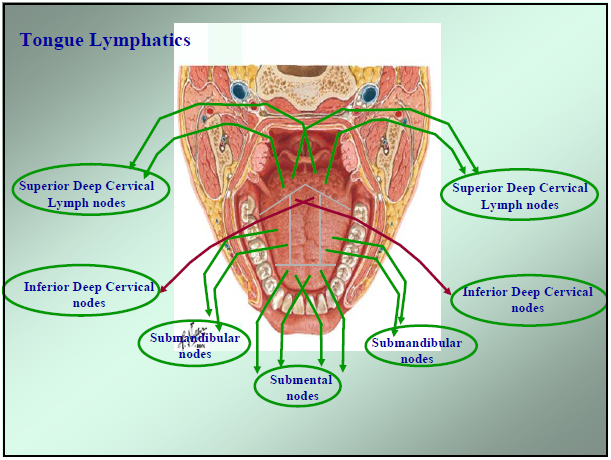 Tongue Lymphatics
Superior Deep Cervical
Lymph nodes
Superior Deep Cervical
Lymph nodes
Inferior Deep Cervical
nodes
Inferior Deep Cervical
nodes
Submandibular
nodes
Submandibular
nodes
Submental
nodes